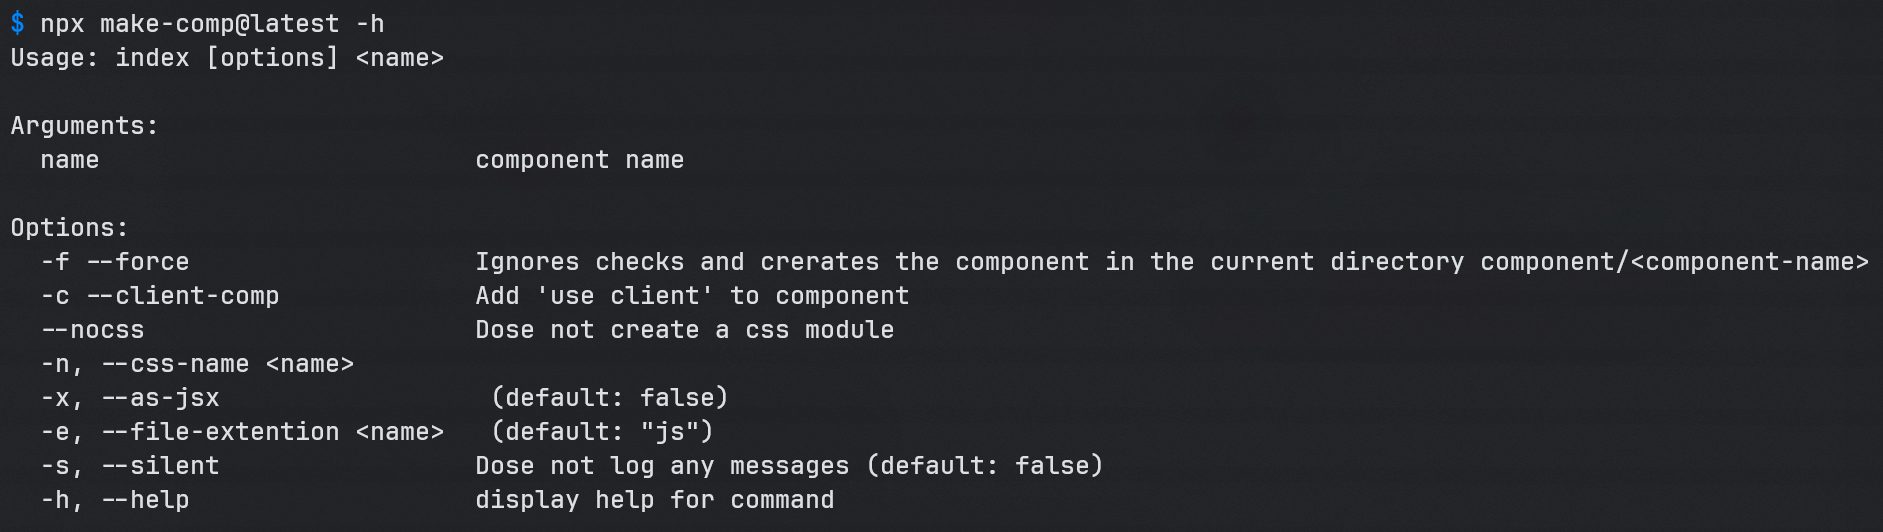 $ npx make-comp@latest -h
Usage: index [options] <name>
Arguments:
name component name
Options:
-f --force Ignores checks and crerates the component in the current directory component/<component-name>
-c --client-comp Add 'use client' to component
--nocss Dose not create a css module
-n, --css-name <name>
-x, --as-jsx (default: false)
-e, --file-extention <name> (default: "js")
-s, --silent Dose not log any messages (default: false)
-h, --help display help for command